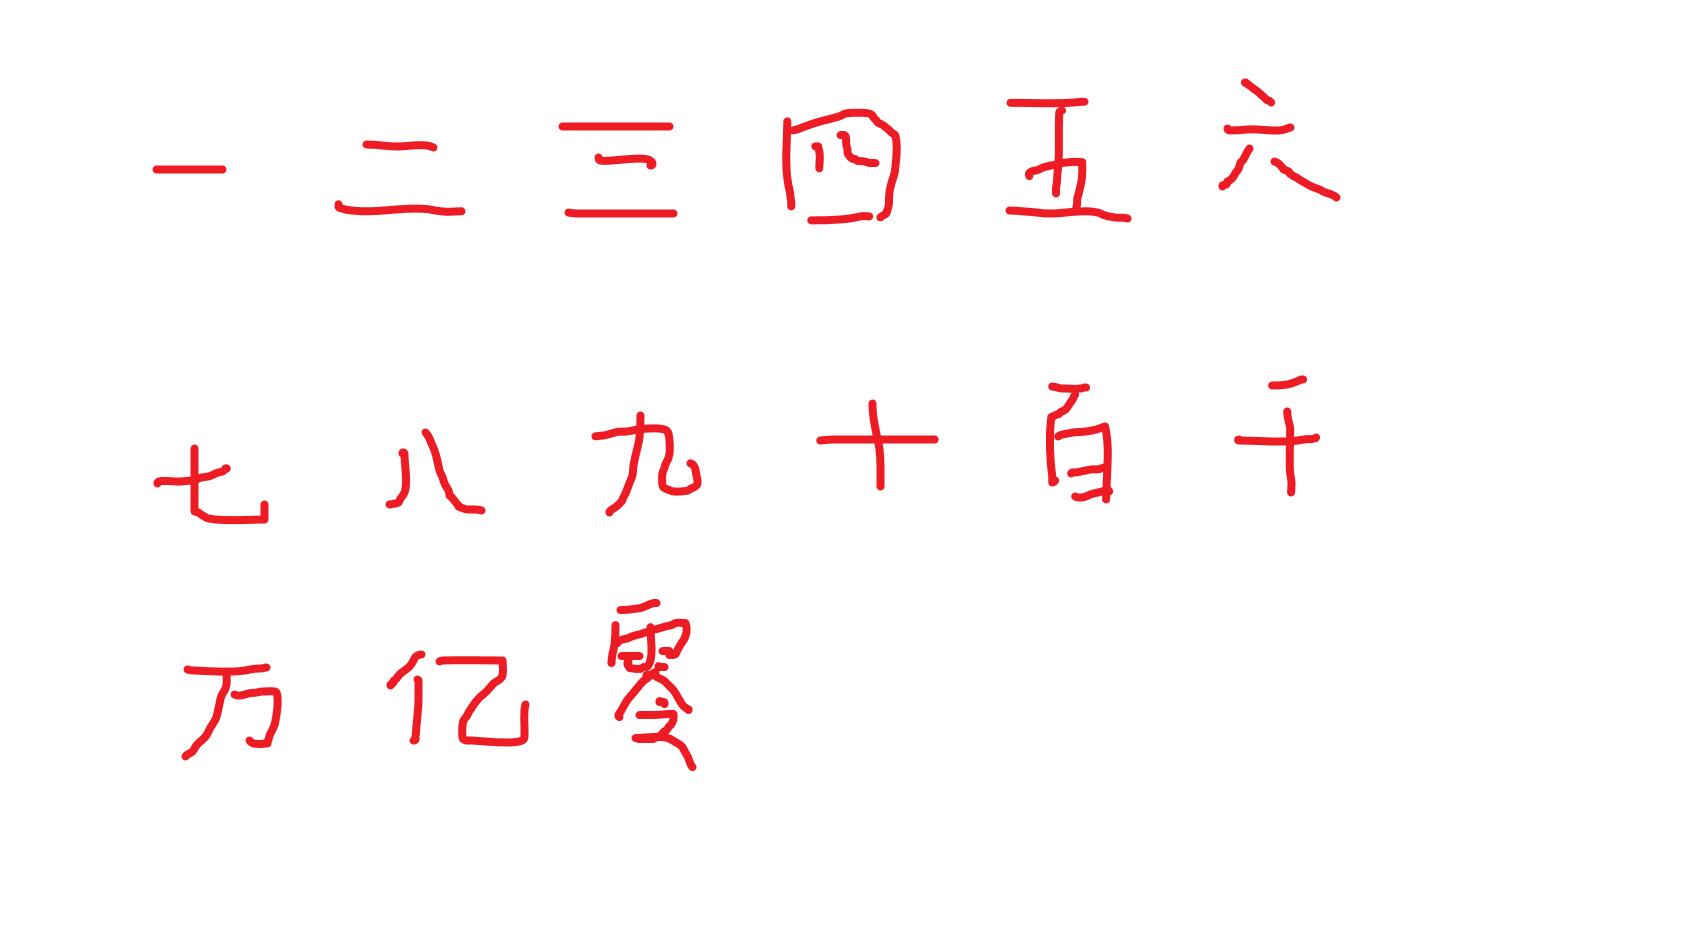 一 二 三 四 五 六
七 八 九 十 百 千
万 亿 零